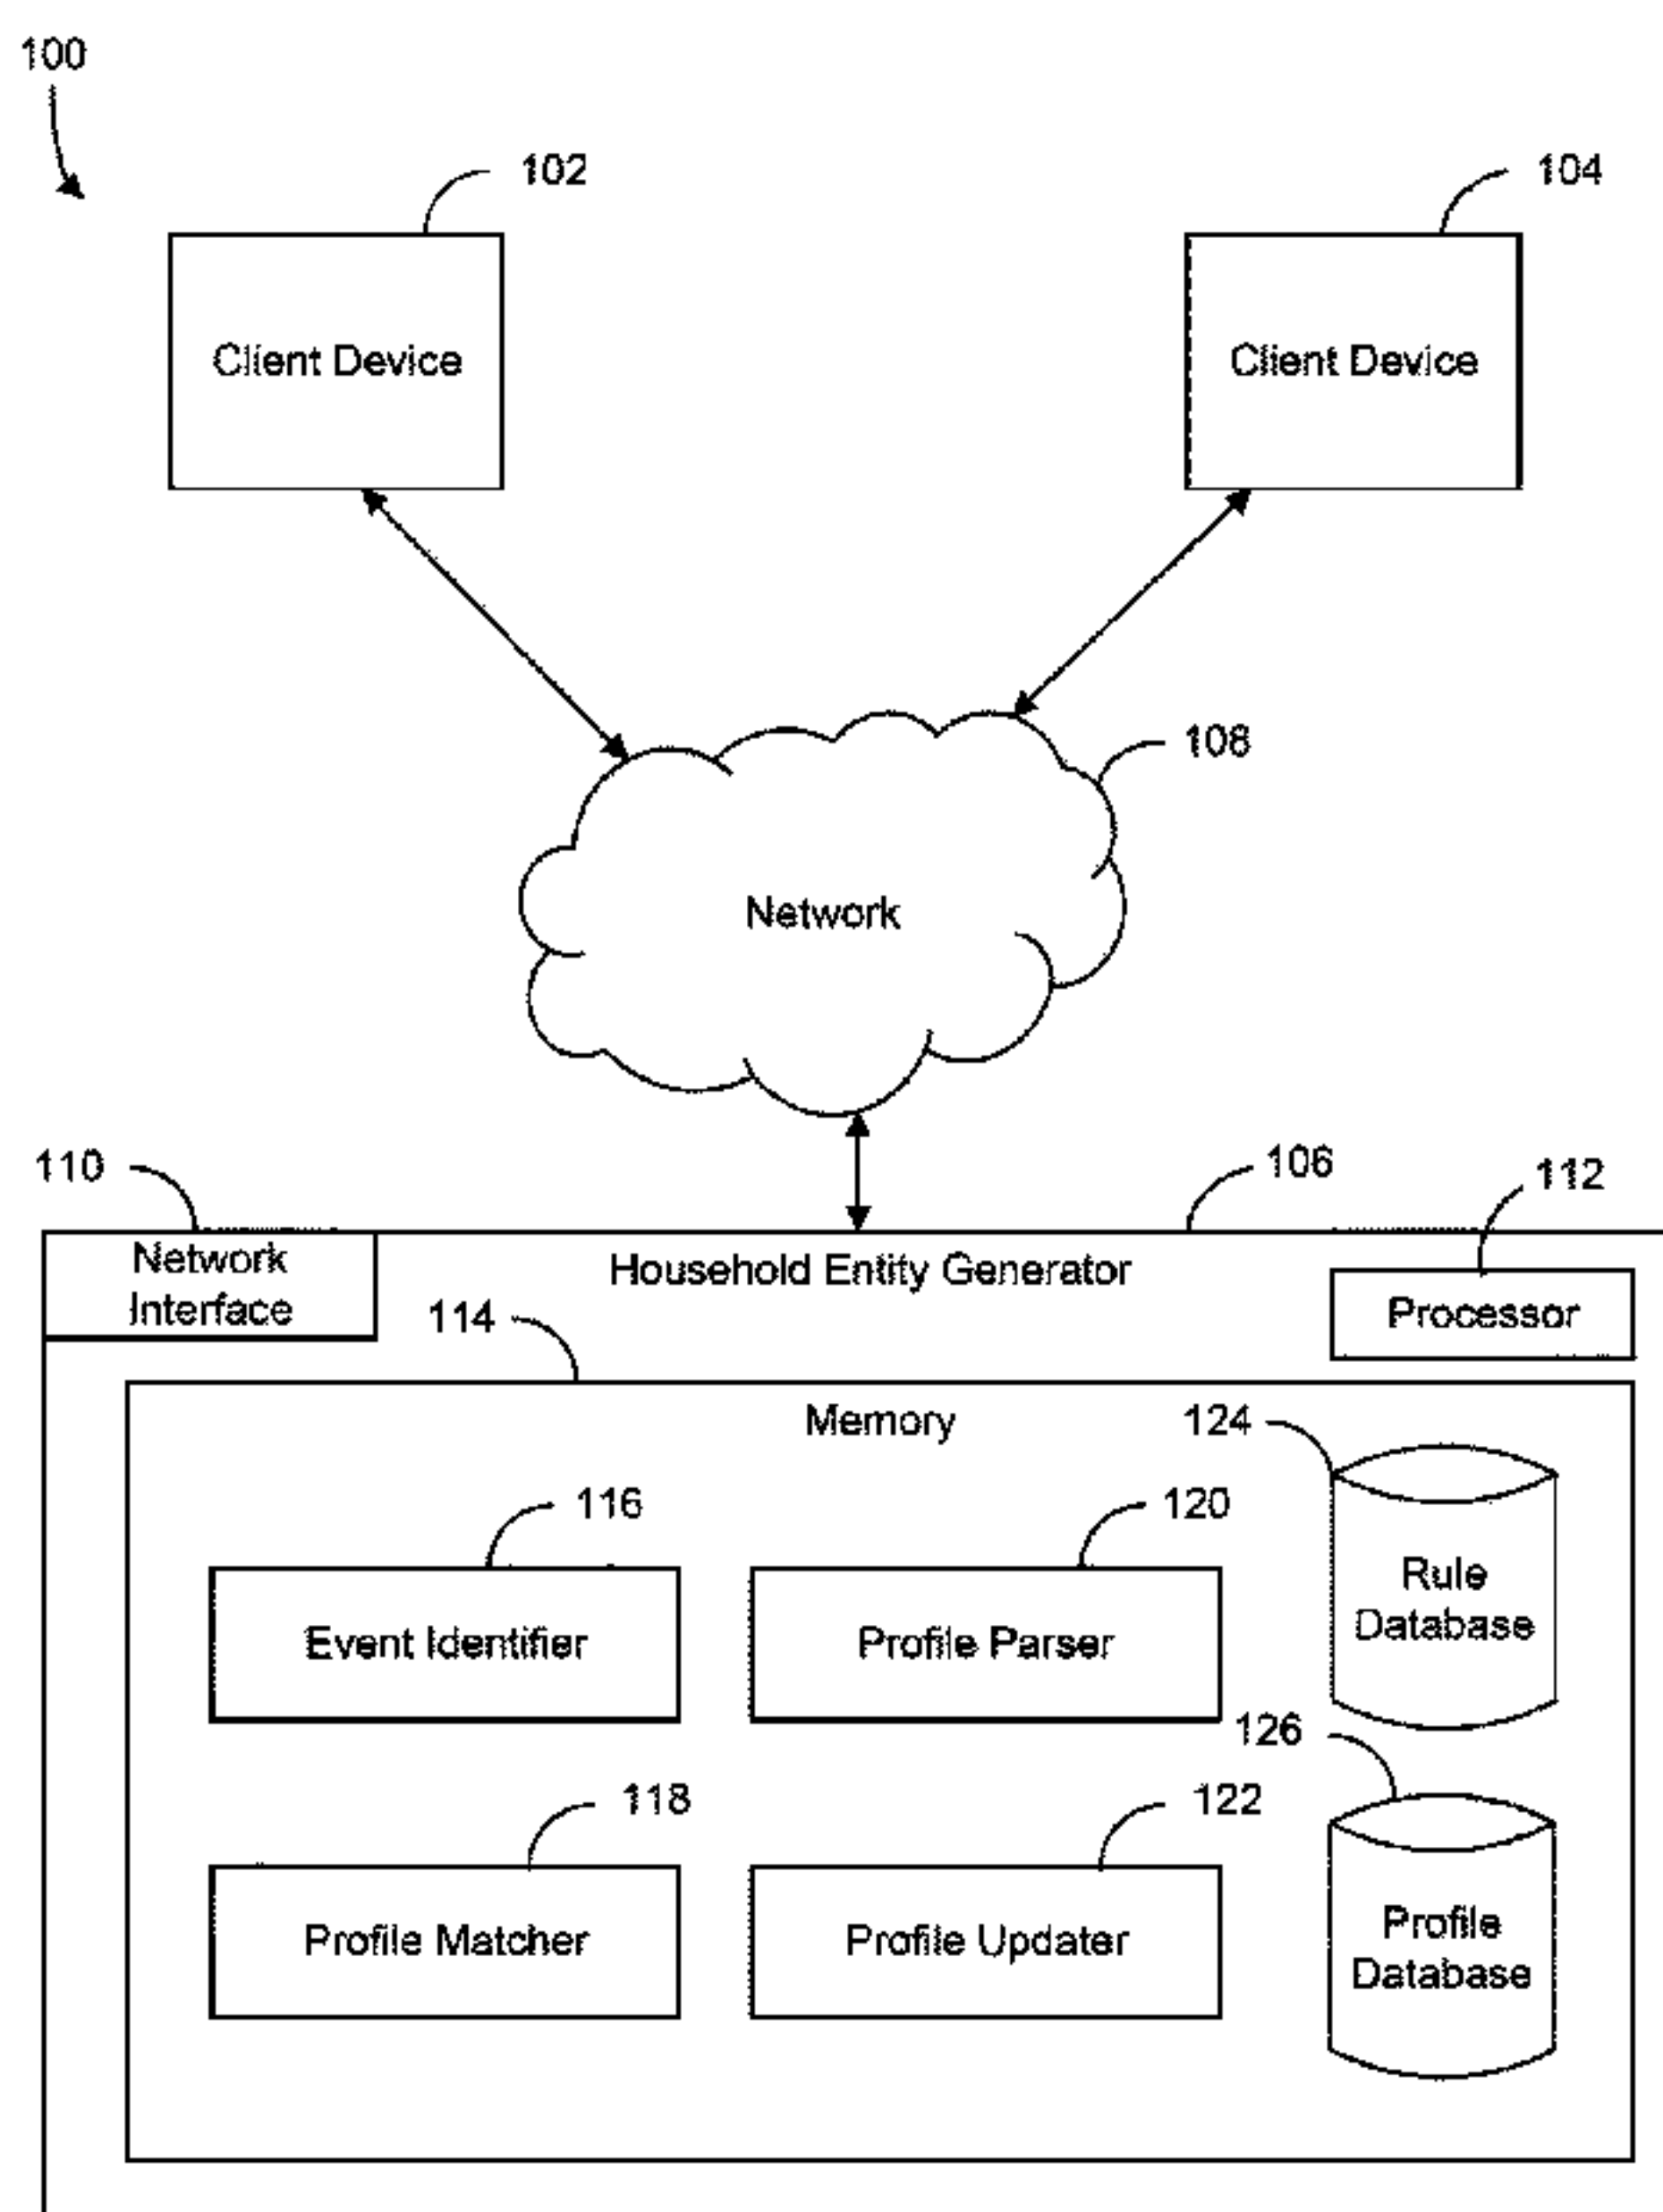 100
102
104
Client Device
Client Device
108
Network
110
106
112
Network
Interface
Household Entity Generator
Processor
114
Memory
124
116
120
Rule
Database
Event Identifier
Profile Parser
126
118
122
Profile
Database
Profile Matcher
Profile Updater